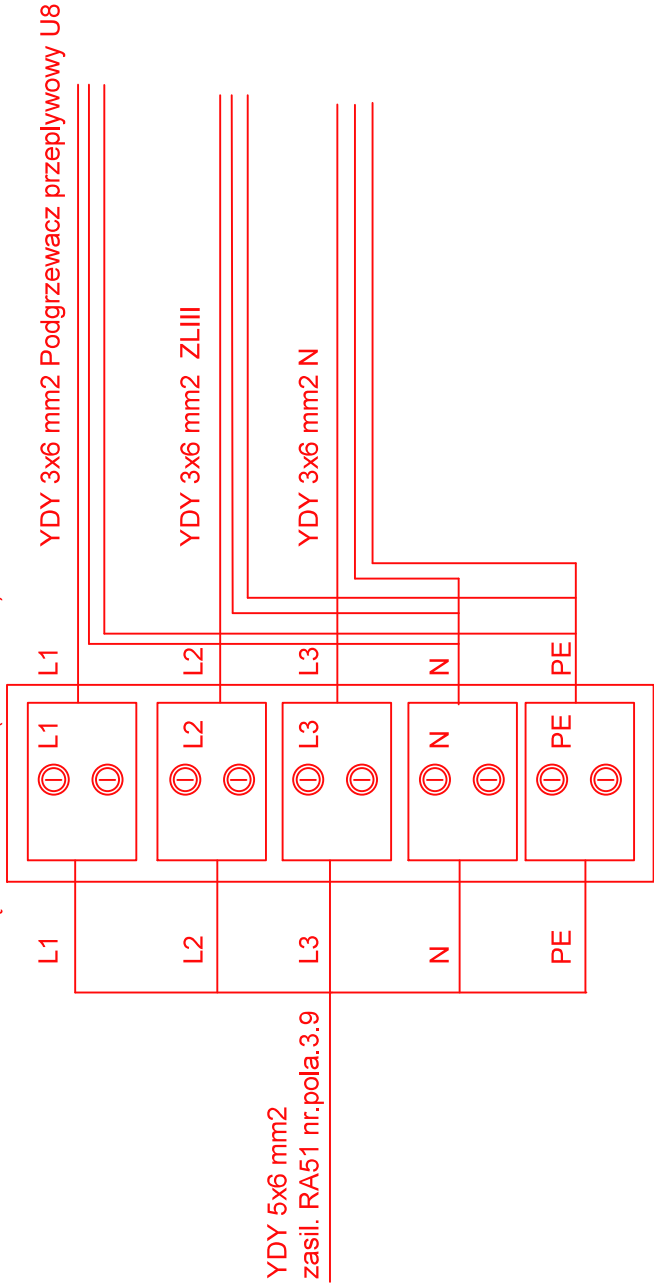 YDY 3x6 mm2 Podgrzewacz przeplywowy U8
YDY 3x6 mm2 ZLIII
YDY 3x6 mm2 N
L1
L2
L3
N
PE
L1
L2
L3
N
PE
L1
L2
L3
N
PE
YDY 5x6 mm2
zasil. RA51 nr.pola.3.9